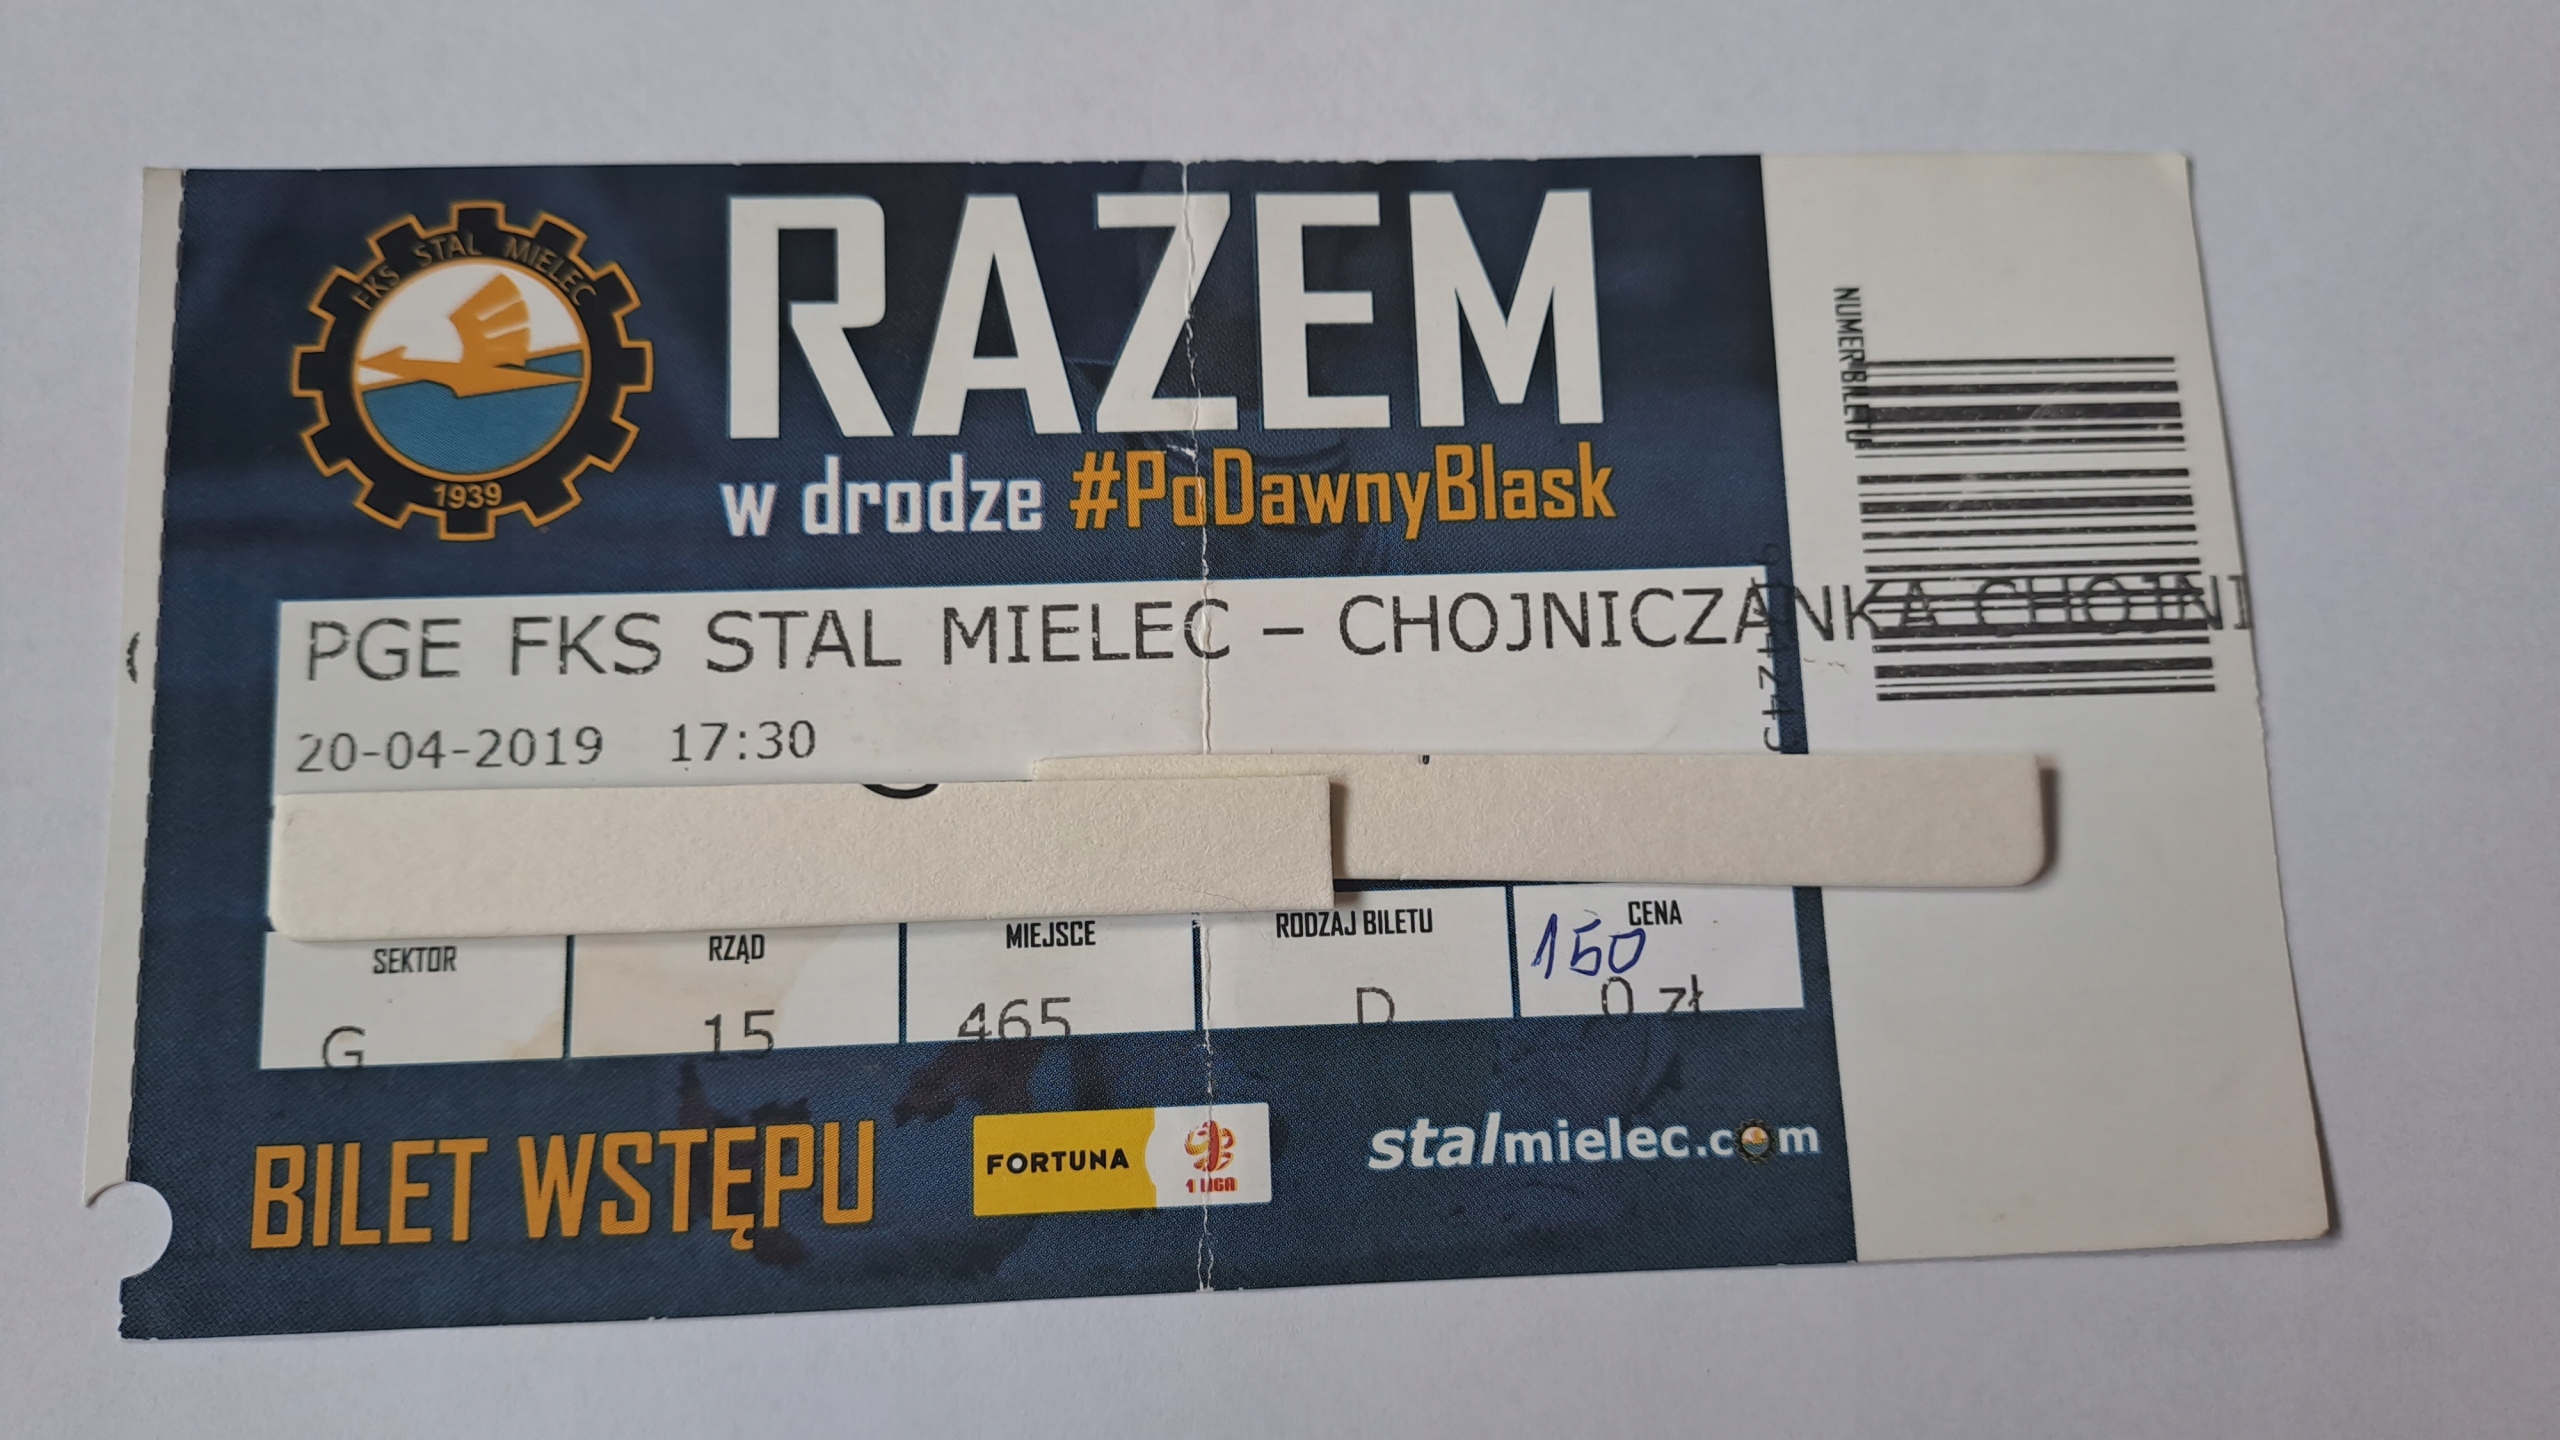 FKS STAL MIELEC
1939
RAZEM
w drodze #PoDawnyBlask
NUMER BILETU
PGE FKS STAL MIELEC – CHOJNICZANKA CHOJNI
20-04-2019 17:30
SEKTOR RZĄD MIEJSCE RODZAJ BILETU CENA
150
G 15 465 D 0 zł
BILET WSTĘPU
FORTUNA
1 LIGA
stalmielec.com